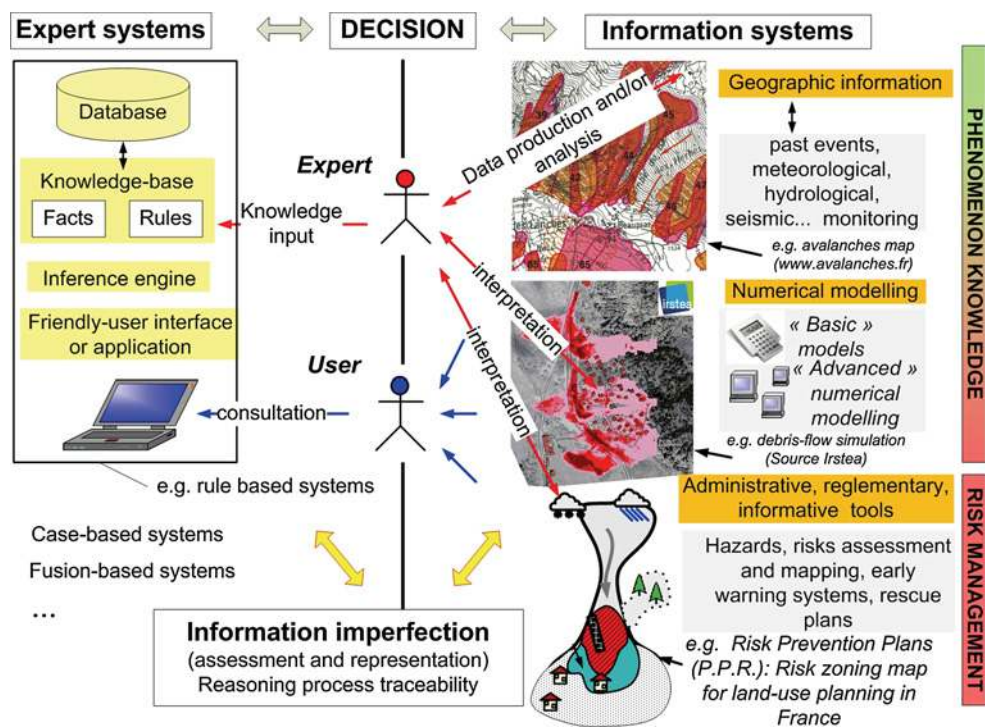 Expert systems
DECISION
Information systems
Database
Knowledge-base
Facts
Rules
Inference engine
Friendly-user interface
or application
Expert
Knowledge
input
User
consultation
e.g. rule based systems
Case-based systems
Fusion-based systems
...
Data production and/or
analysis
interpretation
interpretation
irstea
Geographic information
past events,
meteorological,
hydrological,
seismic... monitoring
e.g. avalanches map
(www.avalanches.fr)
Numerical modelling
« Basic »
models
« Advanced »
numerical
modelling
e.g. debris-flow simulation
(Source Irstea)
Administrative, reglementary,
informative tools
Hazards, risks assessment
and mapping, early
warning systems, rescue
plans
e.g. Risk Prevention Plans
(P.P.R.): Risk zoning map
for land-use planning in
France
PHENOMENON KNOWLEDGE
RISK MANAGEMENT
Information imperfection
(assessment and representation)
Reasoning process traceability